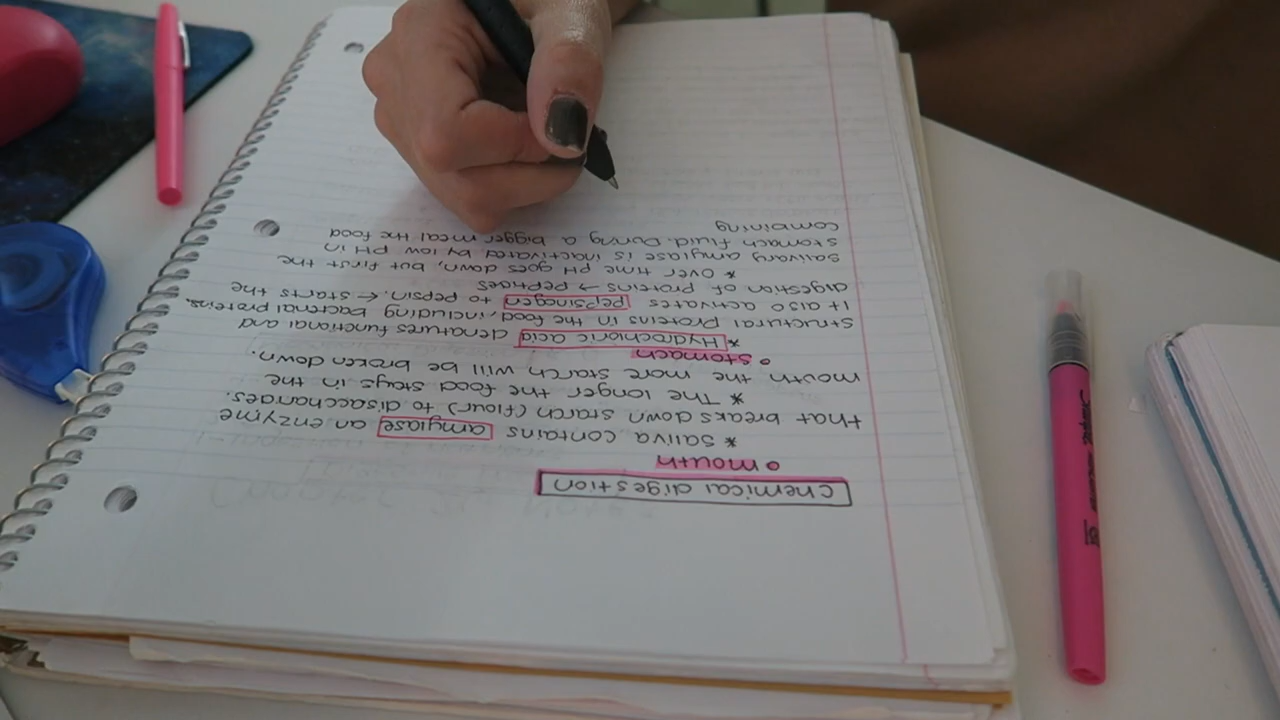 Chemical digestion
o mouth
* Saliva contains amylase an enzyme
that breaks down starch (flour) to disaccharides.
* The longer the food stays in the
mouth the more starch will be broken down.
o Stomach
* Hydrochloric acid denatures functional and
structural proteins in the food, including bacterial proteins.
It also activates pepsinogen to pepsin. ← starts the
digestion of proteins → peptides
* Over time pH goes down, but first the
salivary amylase is inactivated by low pH in
stomach fluid. During a bigger meal the food
combining
Sharpie